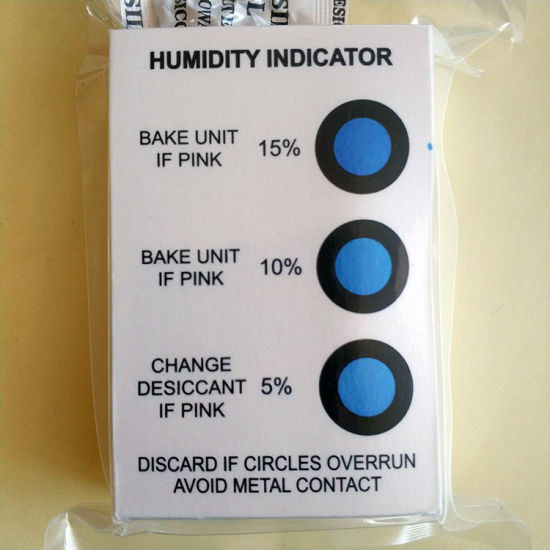 HUMIDITY INDICATOR
BAKE UNIT
IF PINK
15%
BAKE UNIT
IF PINK
10%
CHANGE
DESICCANT
IF PINK
5%
DISCARD IF CIRCLES OVERRUN
AVOID METAL CONTACT